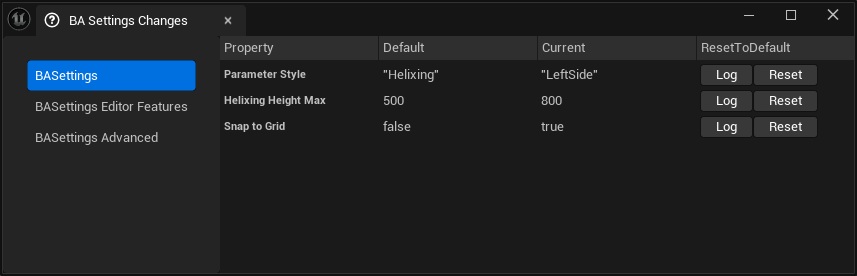 BA Settings Changes
BASettings
BASettings Editor Features
BASettings Advanced
Property Default Current ResetToDefault
Parameter Style "Helixing" "LeftSide" Log Reset
Helixing Height Max 500 800 Log Reset
Snap to Grid false true Log Reset